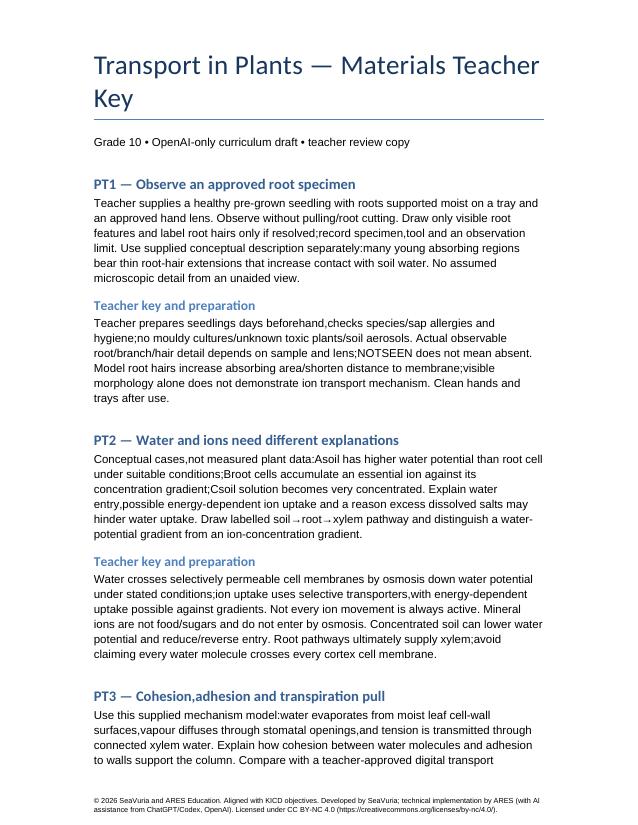 Transport in Plants — Materials Teacher
Key
Grade 10 • OpenAI-only curriculum draft • teacher review copy
PT1 — Observe an approved root specimen
Teacher supplies a healthy pre-grown seedling with roots supported moist on a tray and
an approved hand lens. Observe without pulling/root cutting. Draw only visible root
features and label root hairs only if resolved;record specimen,tool and an observation
limit. Use supplied conceptual description separately:many young absorbing regions
bear thin root-hair extensions that increase contact with soil water. No assumed
microscopic detail from an unaided view.
Teacher key and preparation
Teacher prepares seedlings days beforehand,checks species/sap allergies and
hygiene;no mouldy cultures/unknown toxic plants/soil aerosols. Actual observable
root/branch/hair detail depends on sample and lens;NOTSEEN does not mean absent.
Model root hairs increase absorbing area/shorten distance to membrane;visible
morphology alone does not demonstrate ion transport mechanism. Clean hands and
trays after use.
PT2 — Water and ions need different explanations
Conceptual cases,not measured plant data:Asoil has higher water potential than root cell
under suitable conditions;Broot cells accumulate an essential ion against its
concentration gradient;Csoil solution becomes very concentrated. Explain water
entry,possible energy-dependent ion uptake and a reason excess dissolved salts may
hinder water uptake. Draw labelled soil→root→xylem pathway and distinguish a water-
potential gradient from an ion-concentration gradient.
Teacher key and preparation
Water crosses selectively permeable cell membranes by osmosis down water potential
under stated conditions;ion uptake uses selective transporters,with energy-dependent
uptake possible against gradients. Not every ion movement is always active. Mineral
ions are not food/sugars and do not enter by osmosis. Concentrated soil can lower water
potential and reduce/reverse entry. Root pathways ultimately supply xylem;avoid
claiming every water molecule crosses every cortex cell membrane.
PT3 — Cohesion,adhesion and transpiration pull
Use this supplied mechanism model:water evaporates from moist leaf cell-wall
surfaces,vapour diffuses through stomatal openings,and tension is transmitted through
connected xylem water. Explain how cohesion between water molecules and adhesion
to walls support the column. Compare with a teacher-approved digital transport
© 2026 SeaVuria and ARES Education. Aligned with KICD objectives. Developed by SeaVuria; technical implementation by ARES (with AI
assistance from ChatGPT/Codex, OpenAI). Licensed under CC BY-NC 4.0 (https://creativecommons.org/licenses/by-nc/4.0/).